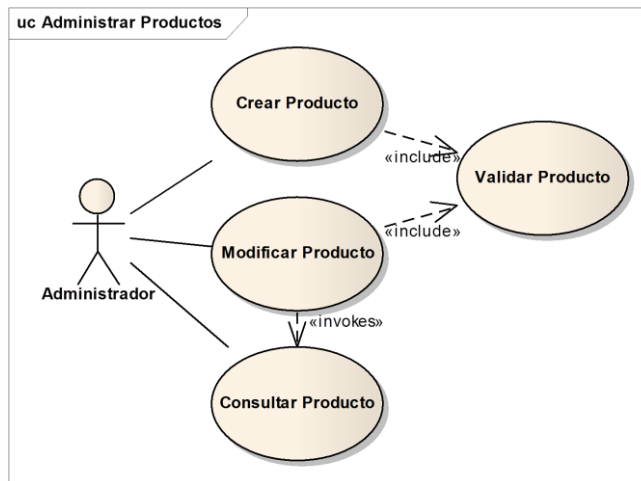 uc Administrar Productos
Crear Producto
«include»
Validar Producto
Modificar Producto
«include»
Administrador
«invokes»
Consultar Producto